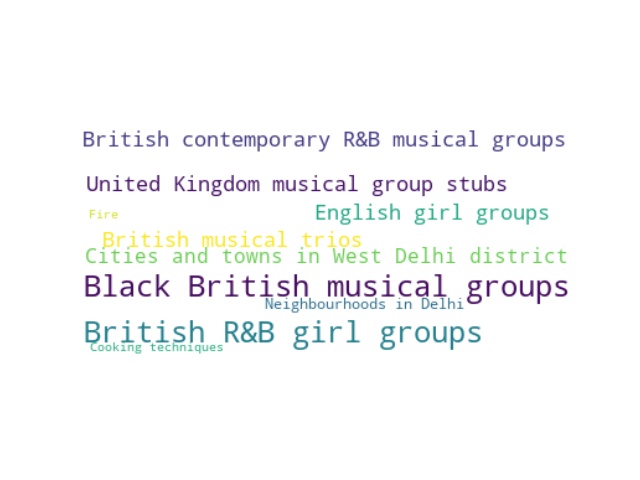 British contemporary R&B musical groups
United Kingdom musical group stubs
Fire English girl groups
British musical trios
Cities and towns in West Delhi district
Black British musical groups
Neighbourhoods in Delhi
British R&B girl groups
Cooking techniques